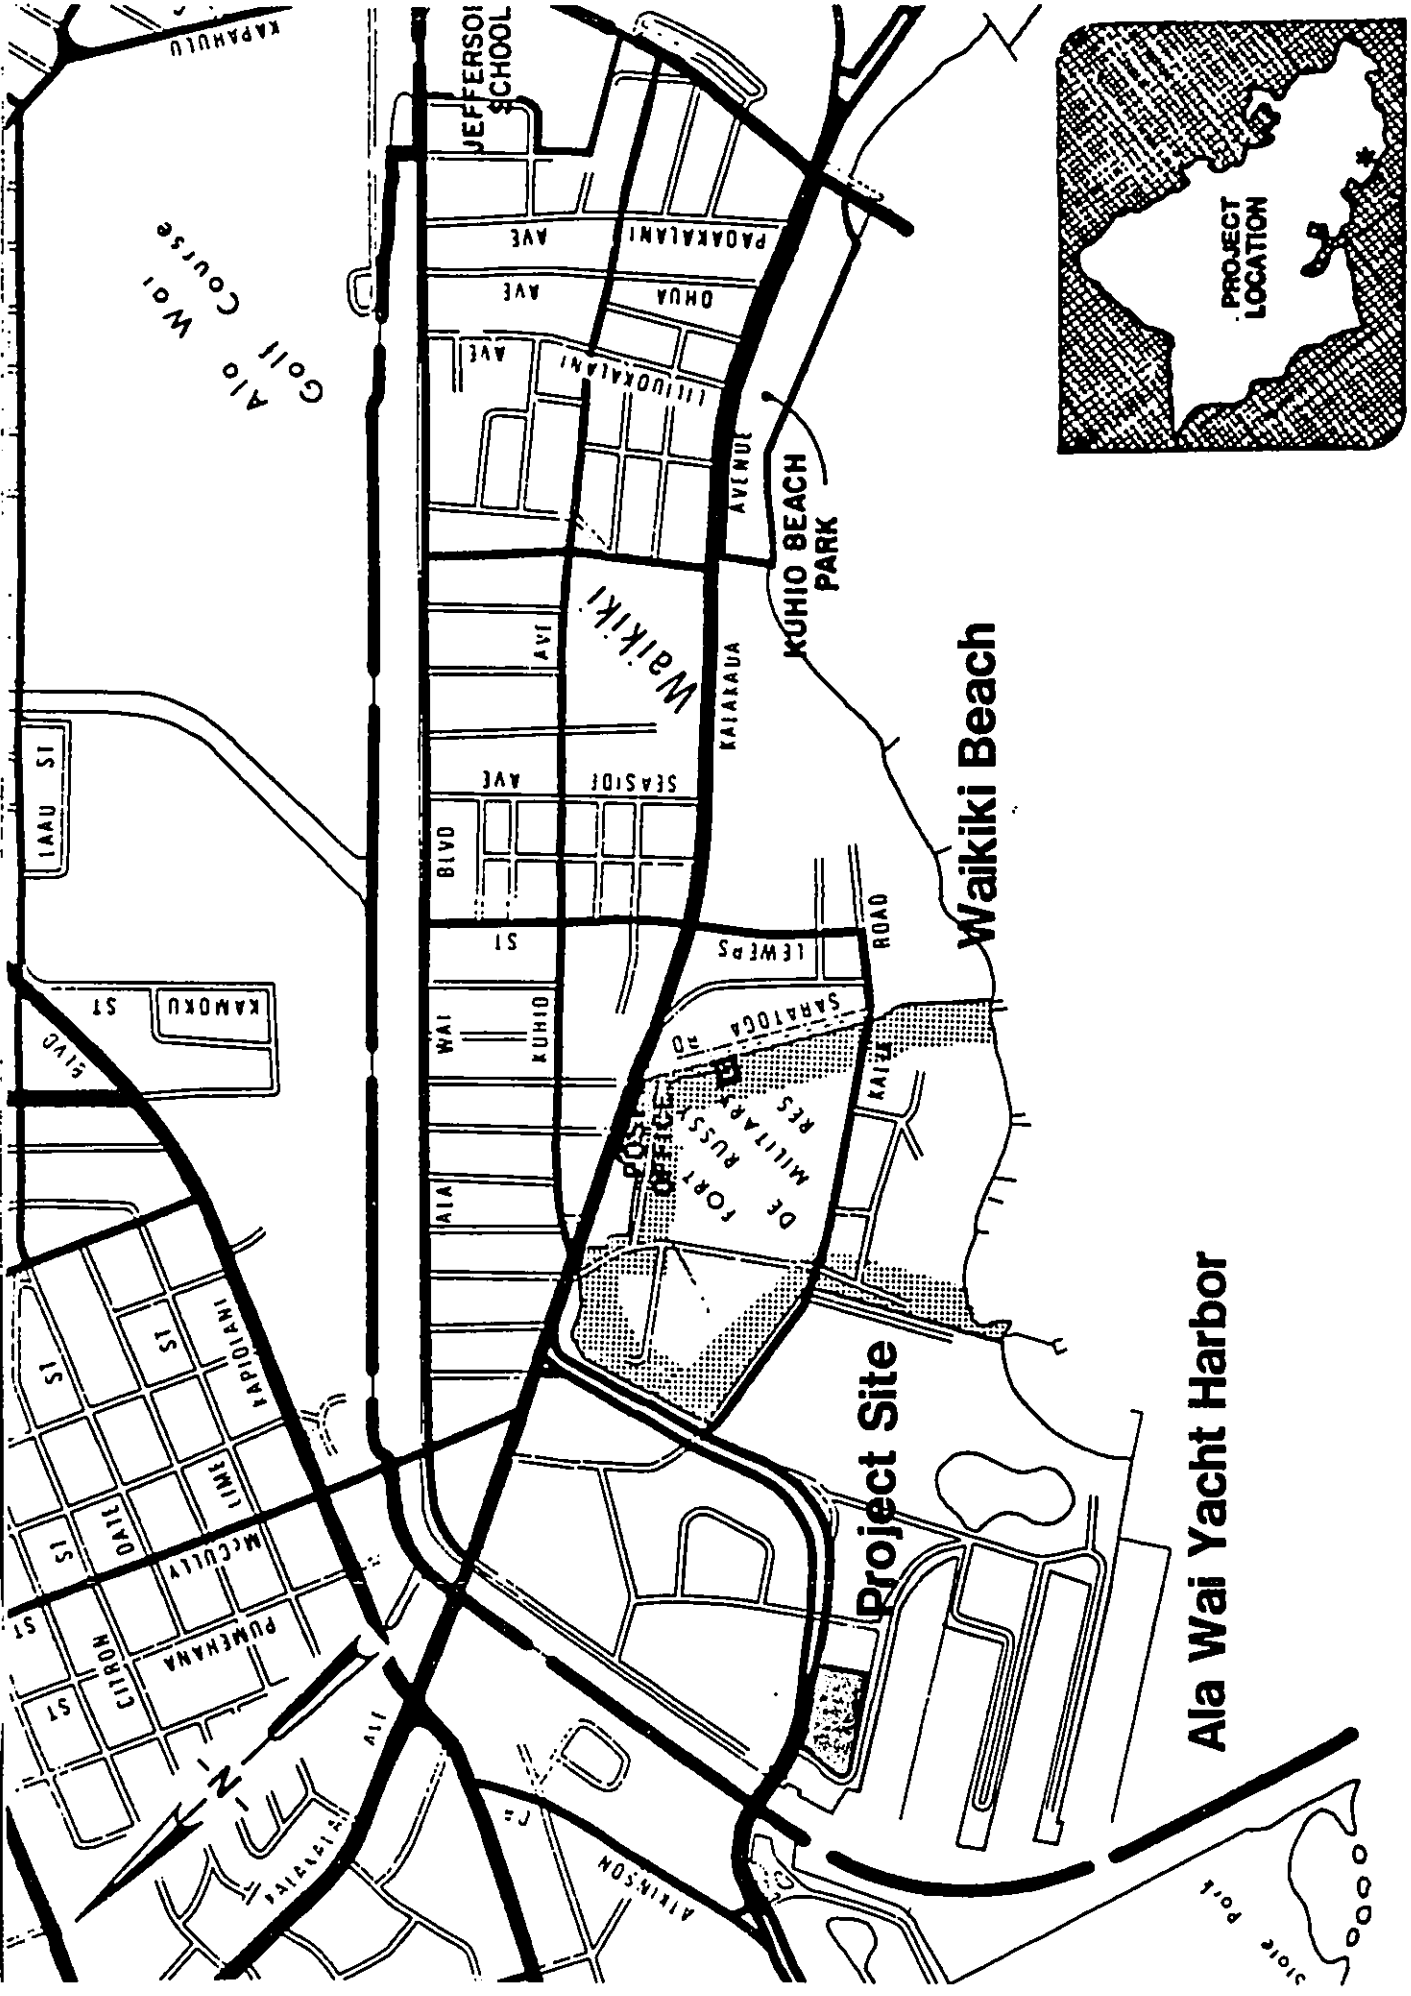 KAPAHULU
JEFFERSON
SCHOOL
Ala Wai
Golf Course
PAOAKALANI
AVE
OHUA
AVE
LILIUOKALANI
AVE
KUHIO BEACH
PARK
Waikiki
KALAKAUA
AVENUE
SEASIDE
AVE
LAAU ST
KAMOKU
ST
BLVD
ALA
WAI
BLVD
KUHIO
AVE
LEWERS
ST
SARATOGA
RD
KALIA
ROAD
POST
OFFICE
FORT
DE RUSSY
MILITARY
RES
Waikiki Beach
Project Site
Ala Wai Yacht Harbor
KAPIOLANI
ST
ST
LIME
DATE
ST
McCULLY
ST
CITRON
ST
PUMEHANA
N
KALAKAUA
AVE
ATKINSON
State Park
PROJECT
LOCATION
*